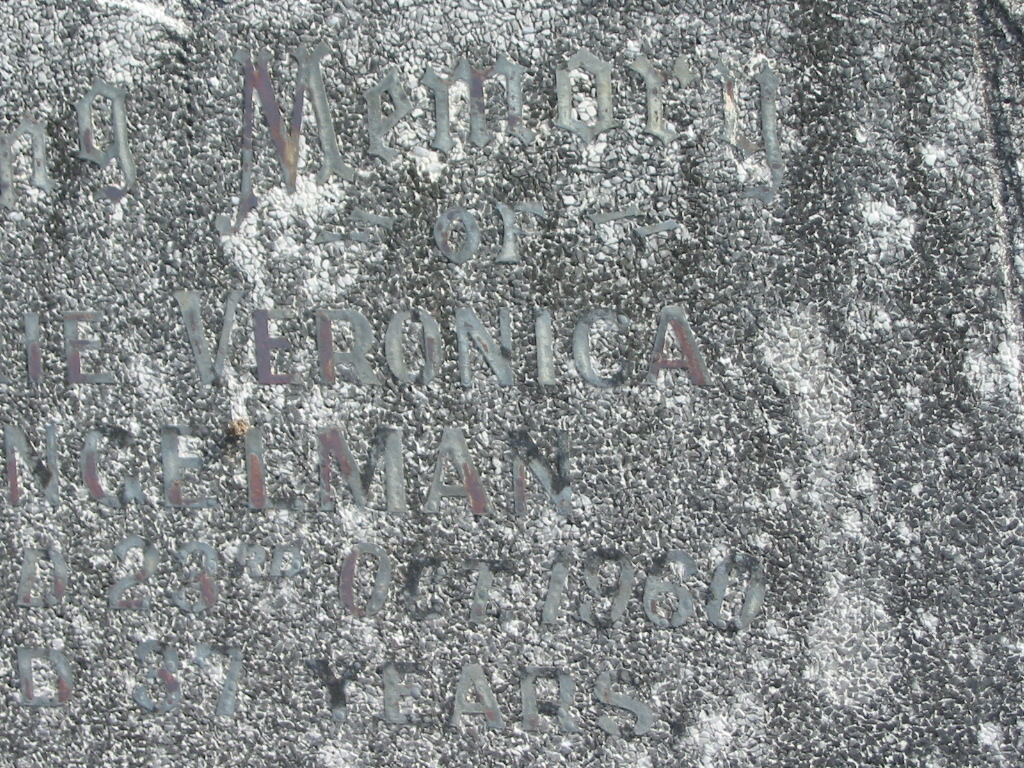 ng Memory
- of -
IE VERONICA
NGELMAN
D 23RD OCT. 1960
D 37 YEARS